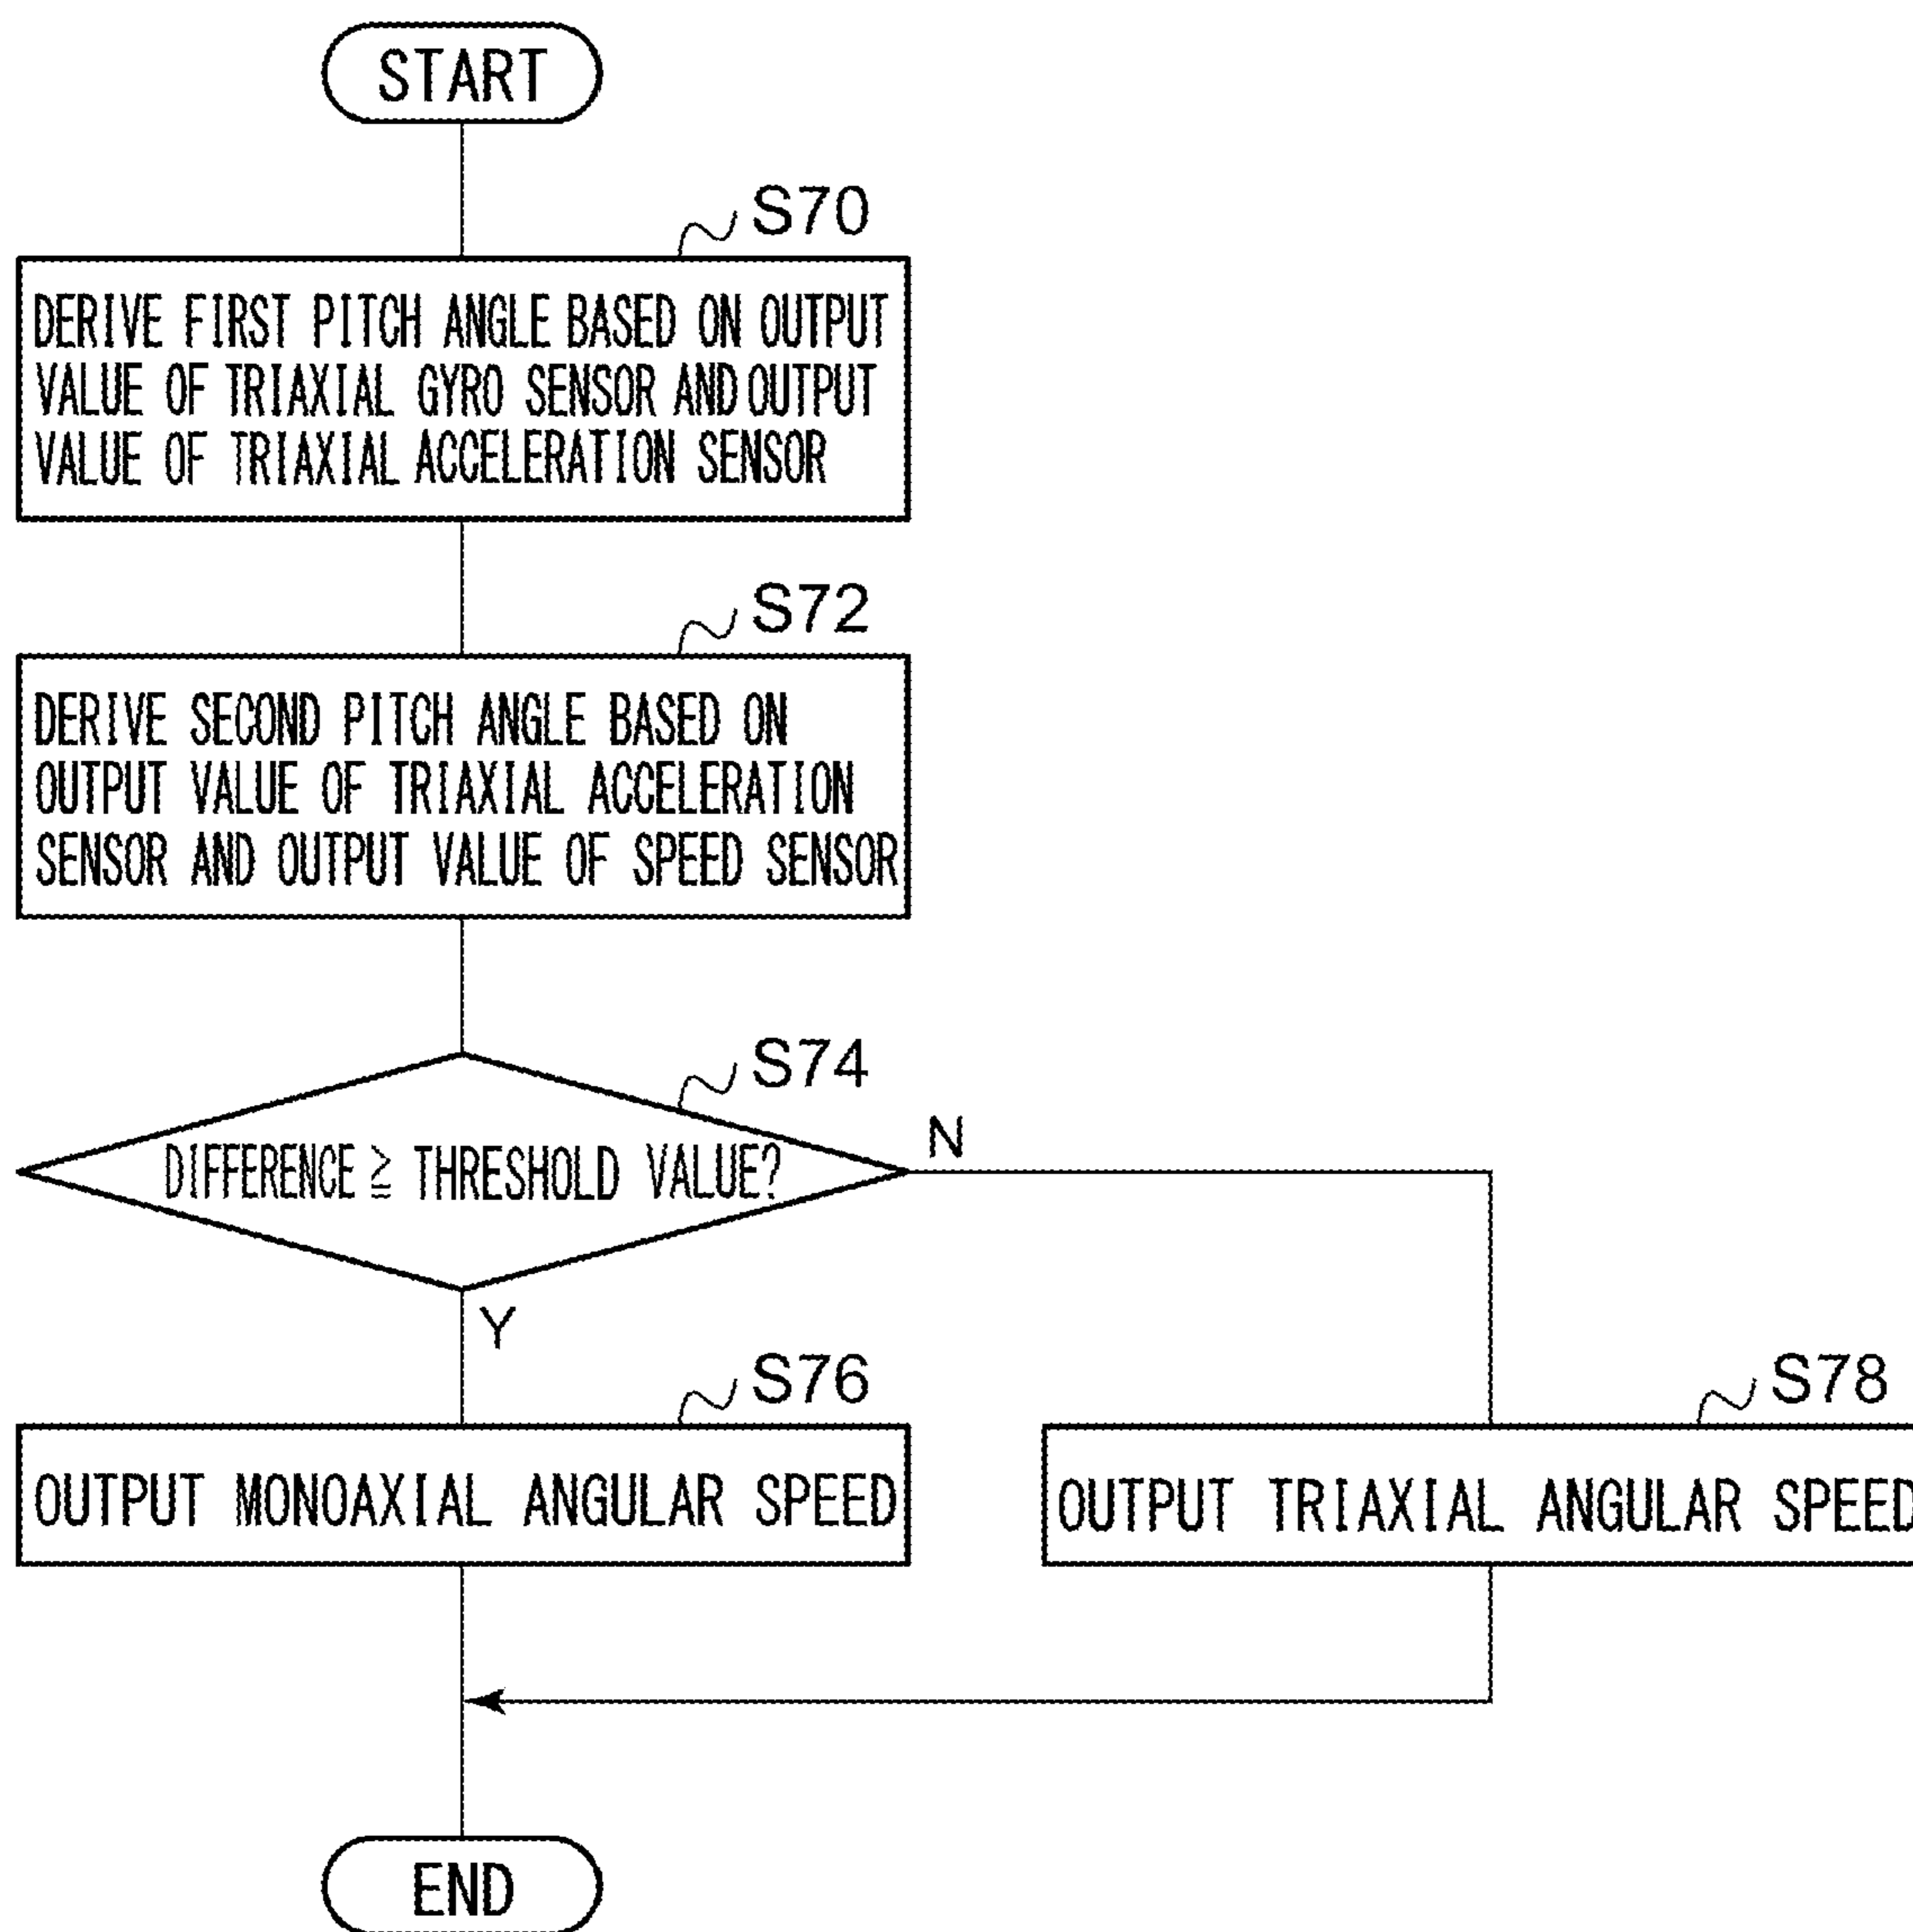 START
S70
DERIVE FIRST PITCH ANGLE BASED ON OUTPUT
VALUE OF TRIAXIAL GYRO SENSOR AND OUTPUT
VALUE OF TRIAXIAL ACCELERATION SENSOR
S72
DERIVE SECOND PITCH ANGLE BASED ON
OUTPUT VALUE OF TRIAXIAL ACCELERATION
SENSOR AND OUTPUT VALUE OF SPEED SENSOR
S74
DIFFERENCE ≧ THRESHOLD VALUE?
N
Y
S76
OUTPUT MONOAXIAL ANGULAR SPEED
S78
OUTPUT TRIAXIAL ANGULAR SPEED
END